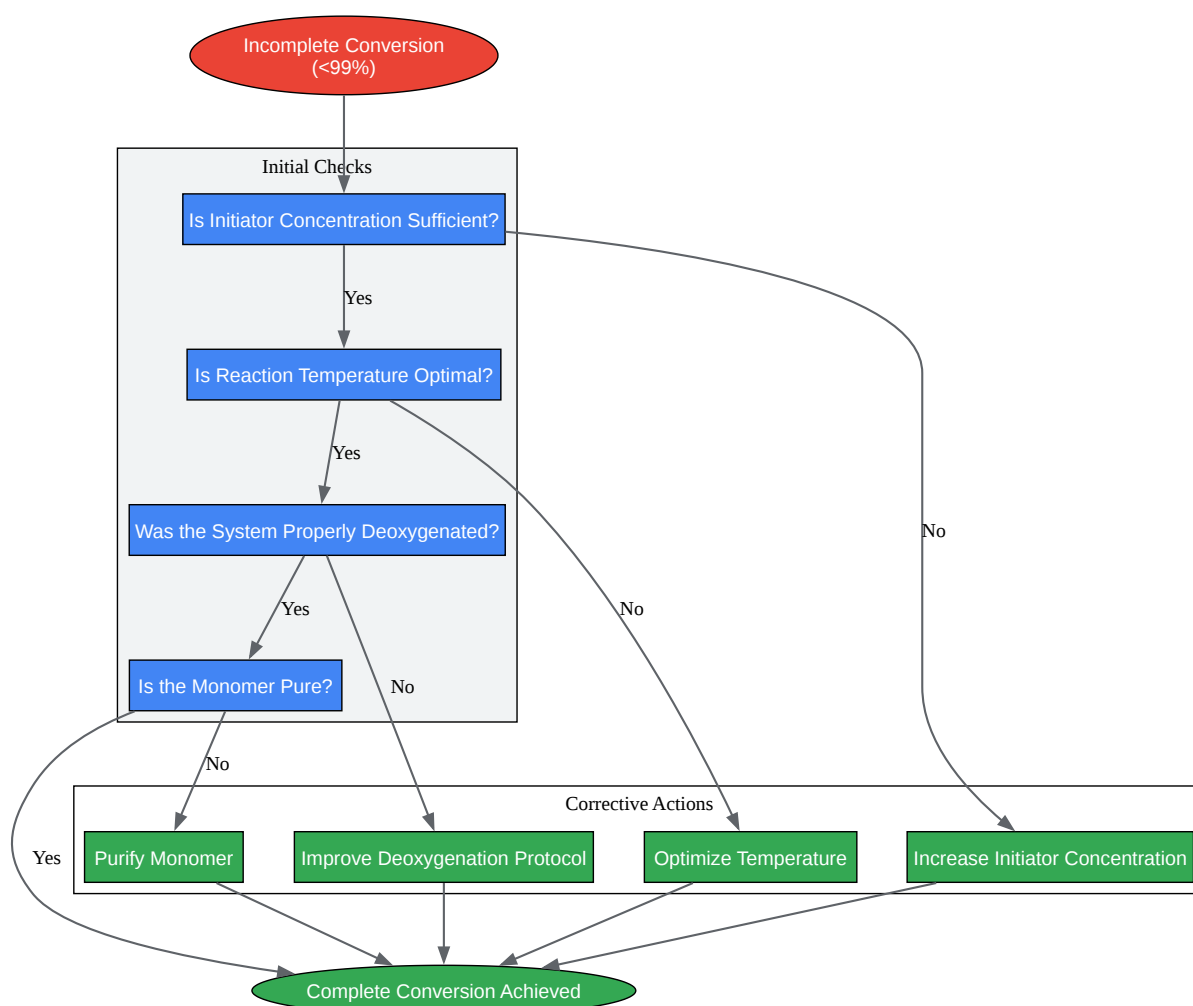 Incomplete Conversion
(<99%)
Initial Checks
Is Initiator Concentration Sufficient?
Yes
Is Reaction Temperature Optimal?
Yes
Was the System Properly Deoxygenated?
No
Yes
No
Is the Monomer Pure?
No
No
Corrective Actions
Yes
Purify Monomer
Improve Deoxygenation Protocol
Optimize Temperature
Increase Initiator Concentration
Complete Conversion Achieved